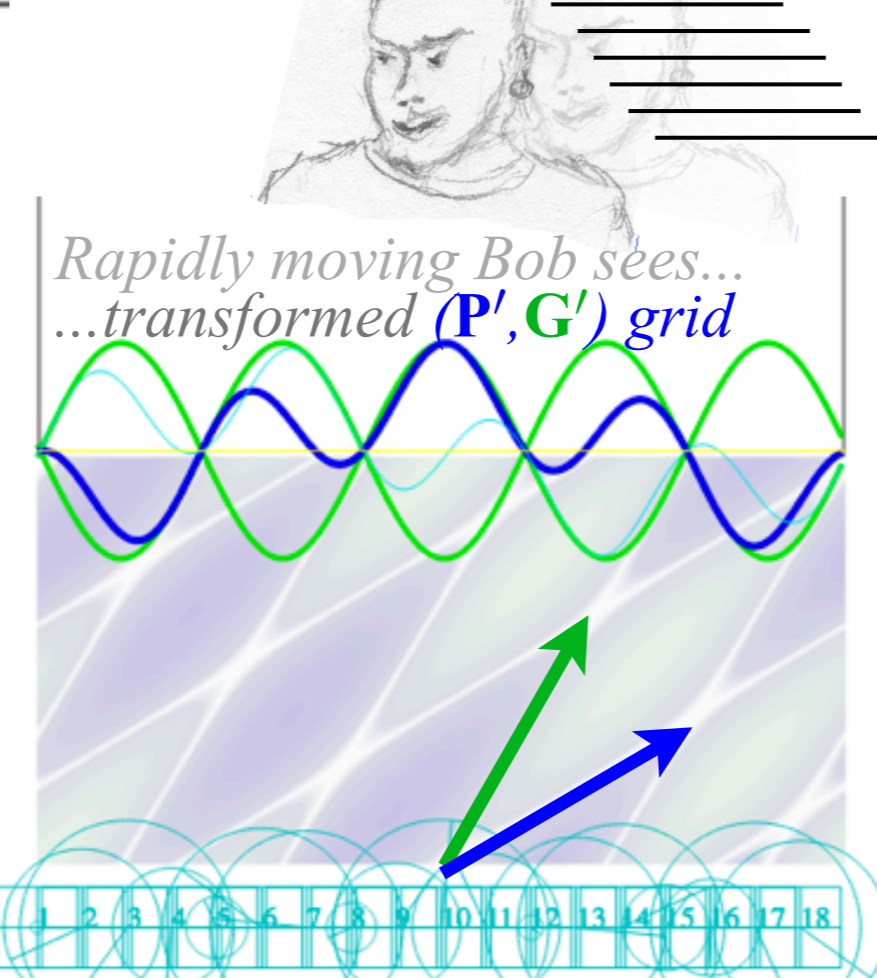 Rapidly moving Bob sees...
...transformed (P′,G′) grid
1 2 3 4 5 6 7 8 9 10 11 12 13 14 15 16 17 18